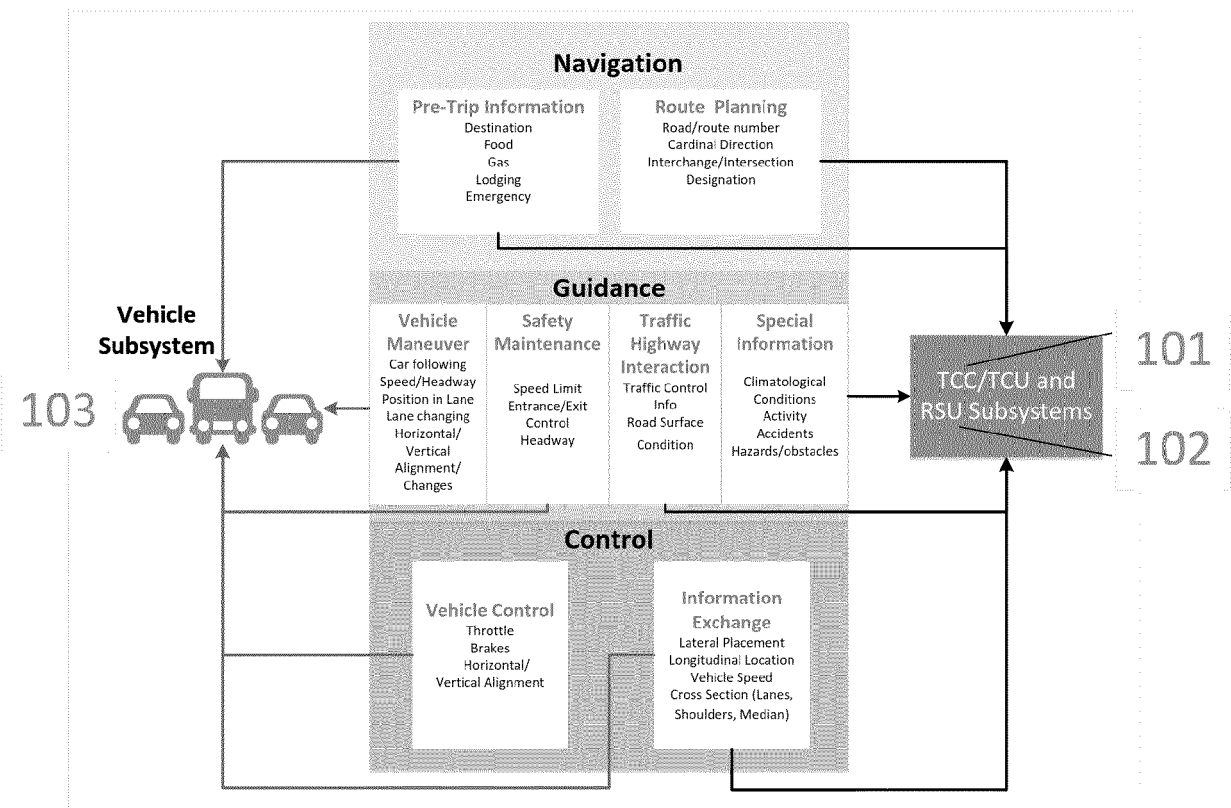 Navigation
Pre-Trip Information
Destination
Food
Gas
Lodging
Emergency
Route Planning
Road/route number
Cardinal Direction
Interchange/Intersection
Designation
Guidance
Vehicle
Maneuver
Car following
Speed/Headway
Position in Lane
Lane changing
Horizontal/
Vertical
Alignment/
Changes
Safety
Maintenance
Speed Limit
Entrance/Exit
Control
Headway
Traffic
Highway
Interaction
Traffic Control
Info
Road Surface
Condition
Special
Information
Climatological
Conditions
Activity
Accidents
Hazards/obstacles
Vehicle
Subsystem
103
TCC/TCU and
RSU Subsystems
101
102
Control
Vehicle Control
Throttle
Brakes
Horizontal/
Vertical Alignment
Information
Exchange
Lateral Placement
Longitudinal Location
Vehicle Speed
Cross Section (Lanes,
Shoulders, Median)